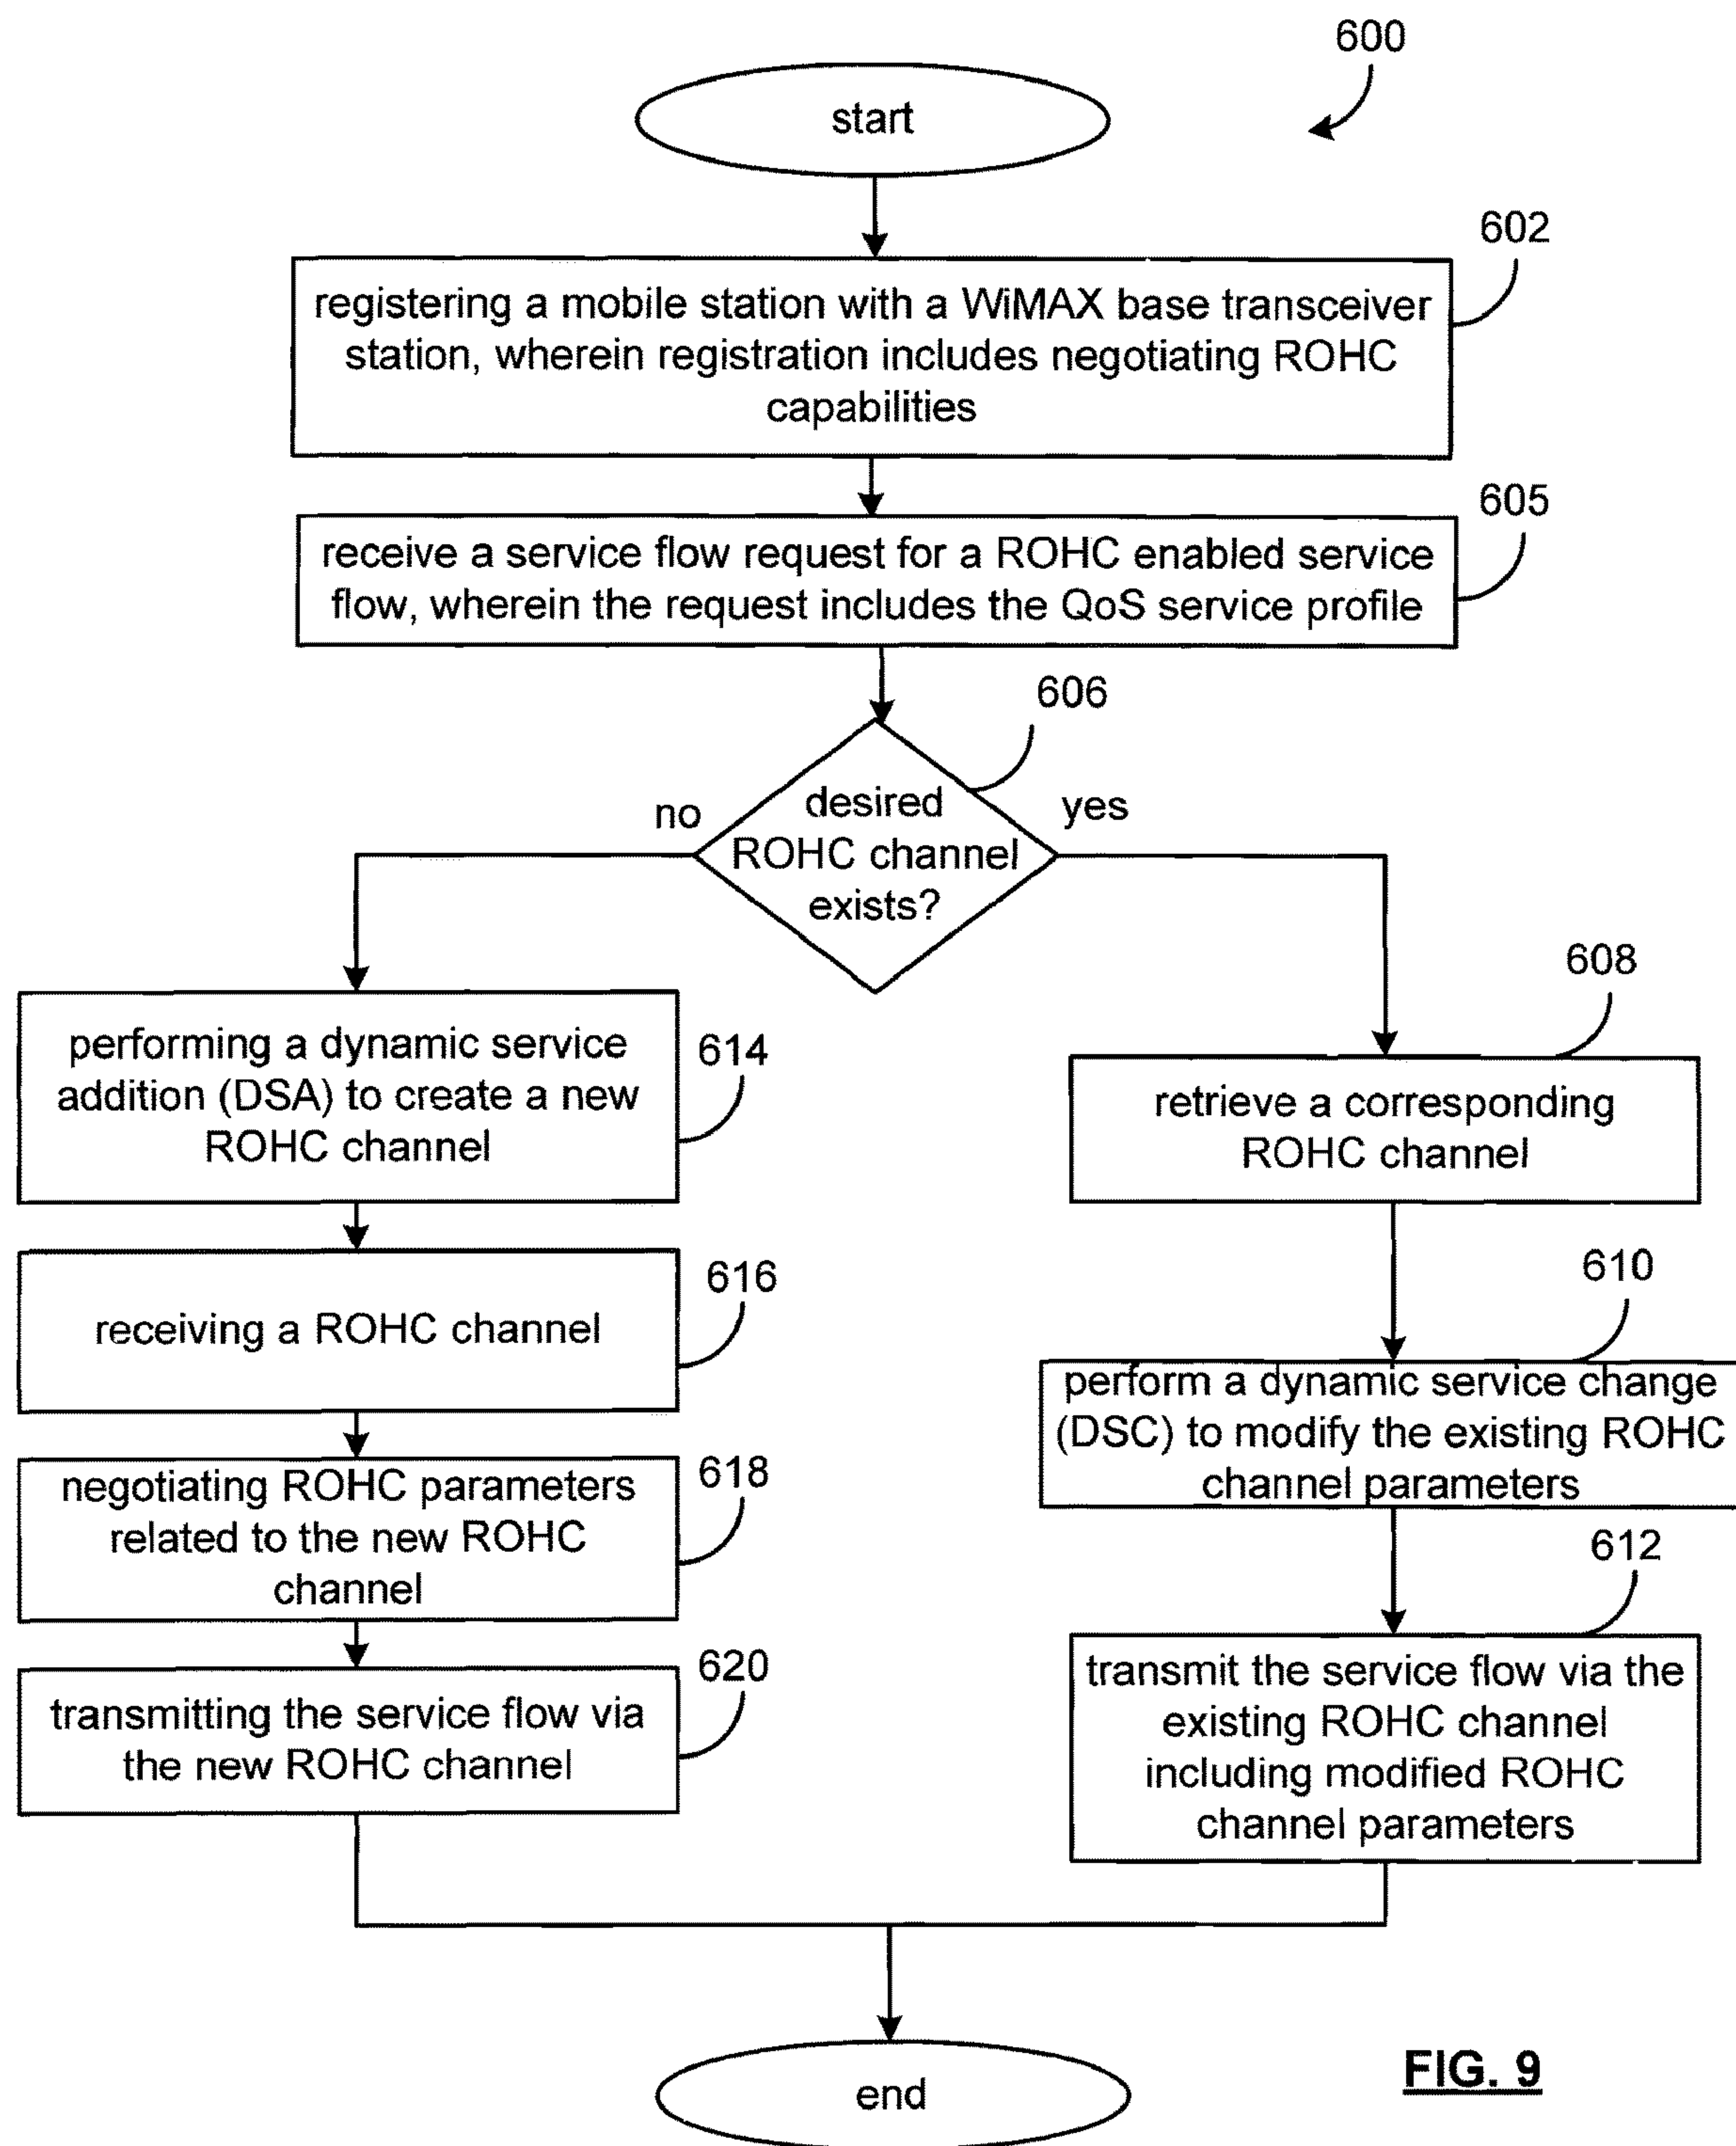 600
start
602
registering a mobile station with a WiMAX base transceiver
station, wherein registration includes negotiating ROHC
capabilities
605
receive a service flow request for a ROHC enabled service
flow, wherein the request includes the QoS service profile
606
no
desired
ROHC channel
exists?
yes
614
performing a dynamic service
addition (DSA) to create a new
ROHC channel
616
receiving a ROHC channel
618
negotiating ROHC parameters
related to the new ROHC
channel
620
transmitting the service flow via
the new ROHC channel
608
retrieve a corresponding
ROHC channel
610
perform a dynamic service change
(DSC) to modify the existing ROHC
channel parameters
612
transmit the service flow via the
existing ROHC channel
including modified ROHC
channel parameters
end
FIG. 9